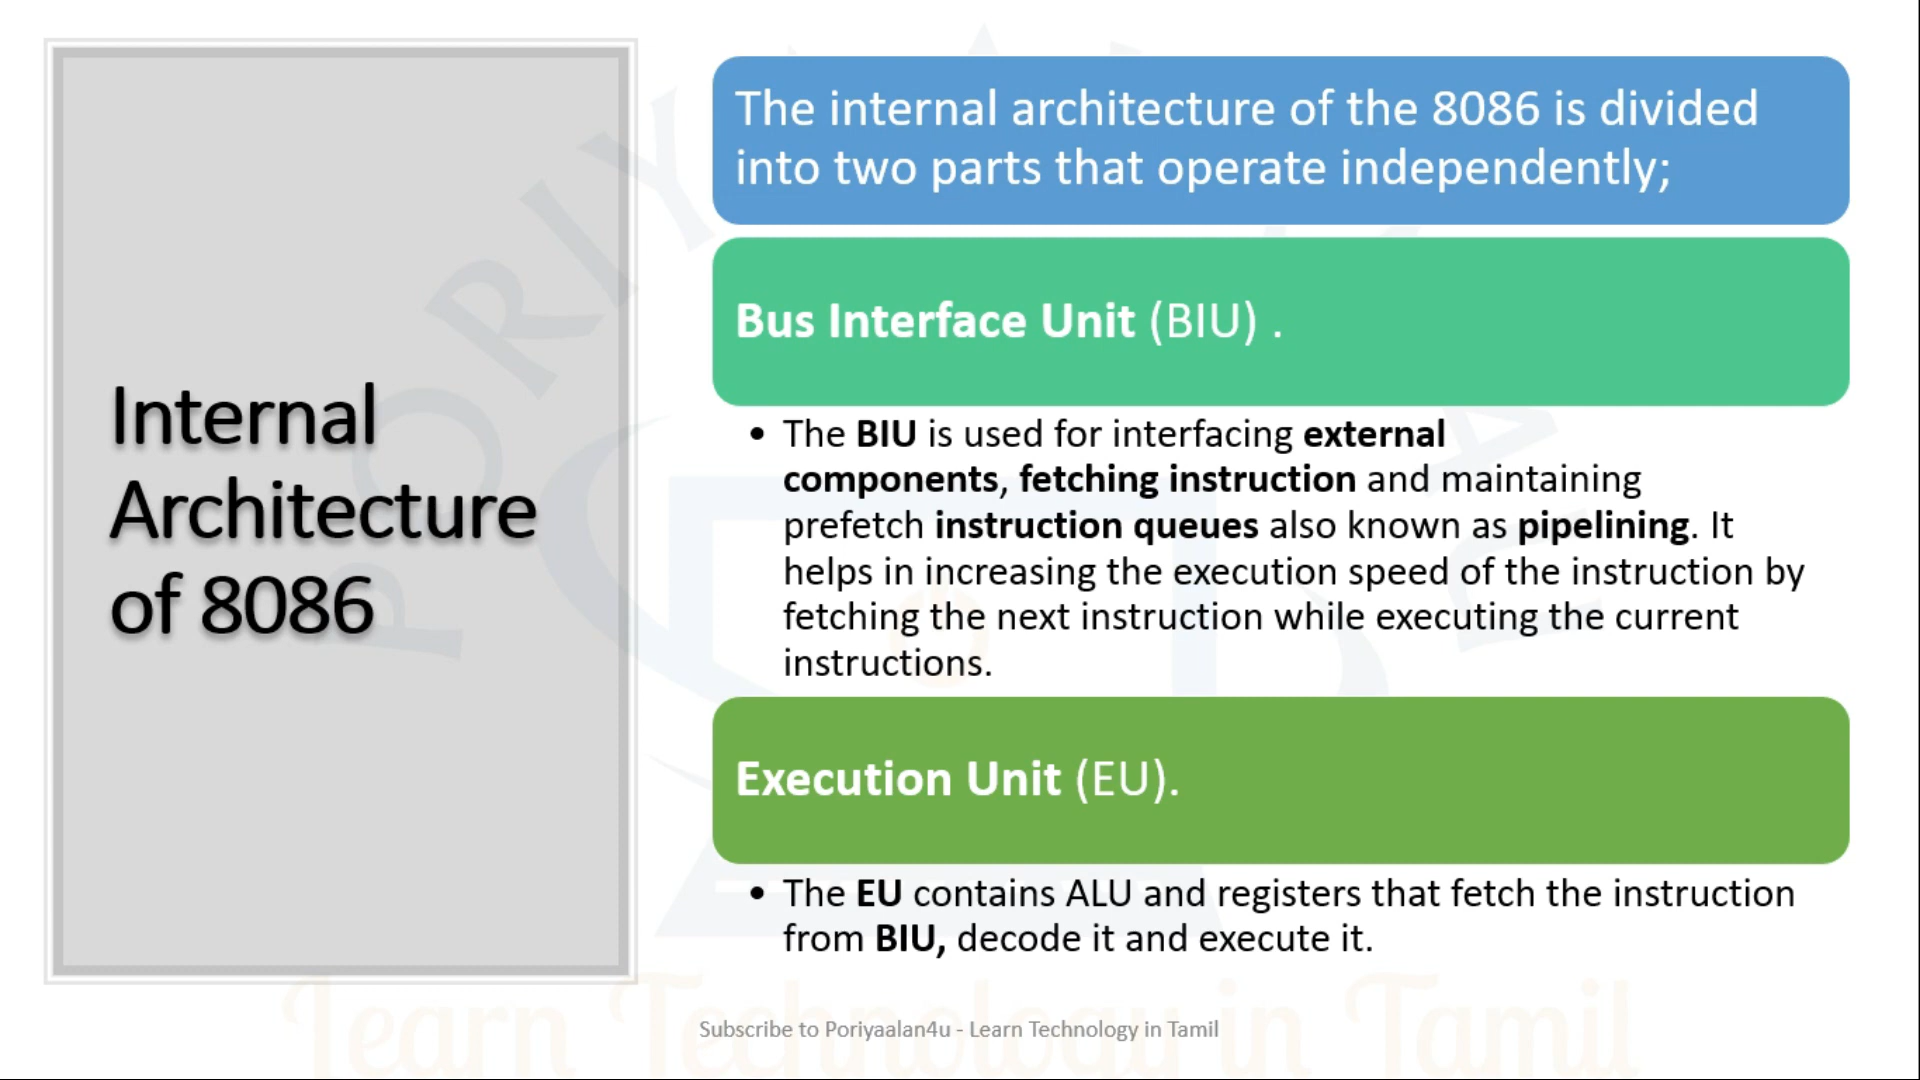 Internal
Architecture
of 8086
The internal architecture of the 8086 is divided
into two parts that operate independently;
Bus Interface Unit (BIU) .
• The BIU is used for interfacing external
components, fetching instruction and maintaining
prefetch instruction queues also known as pipelining. It
helps in increasing the execution speed of the instruction by
fetching the next instruction while executing the current
instructions.
Execution Unit (EU).
• The EU contains ALU and registers that fetch the instruction
from BIU, decode it and execute it.
Learn Technology in Tamil
Subscribe to Poriyaalan4u - Learn Technology in Tamil